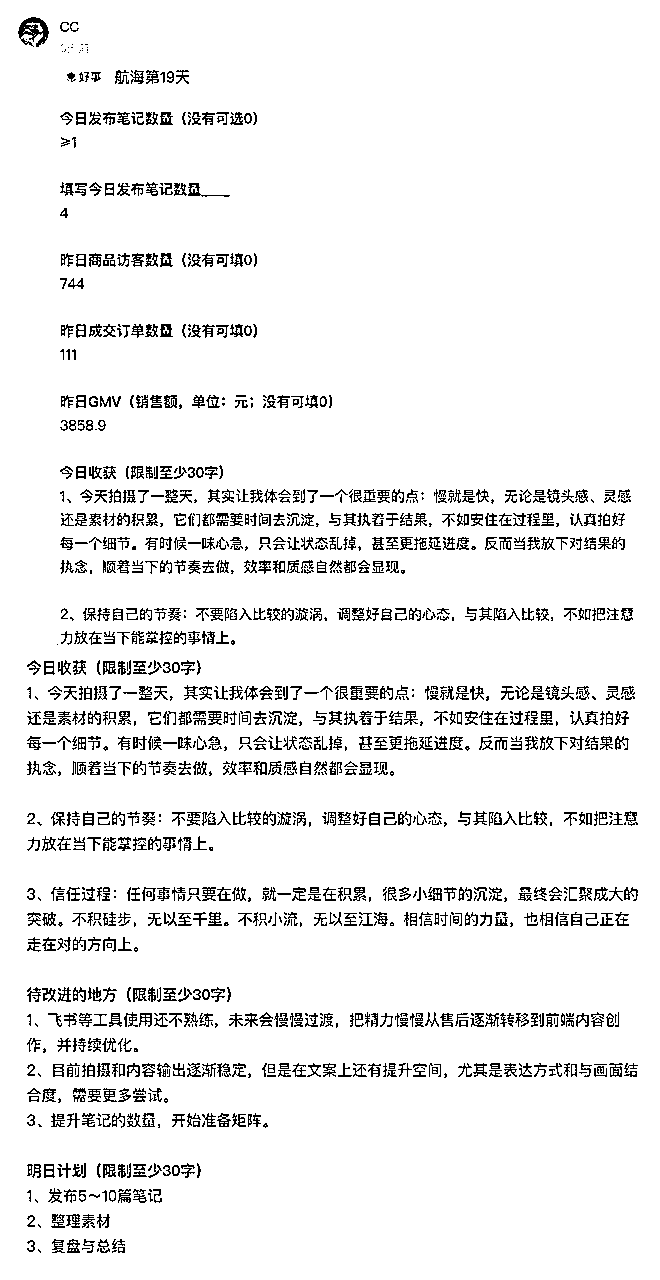 CC
好事 航海第19天
今日发布笔记数量（没有可选0）
≥1
填写今日发布笔记数量____
4
昨日商品访客数量（没有可填0）
744
昨日成交订单数量（没有可填0）
111
昨日GMV（销售额，单位：元；没有可填0）
3858.9
今日收获（限制至少30字）
1、今天拍摄了一整天，其实让我体会到了一个很重要的点：慢就是快，无论是镜头感、灵感
还是素材的积累，它们都需要时间去沉淀，与其执着于结果，不如安住在过程里，认真拍好
每一个细节。有时候一味心急，只会让状态乱掉，甚至更拖延进度。反而当我放下对结果的
执念，顺着当下的节奏去做，效率和质感自然都会显现。
2、保持自己的节奏：不要陷入比较的漩涡，调整好自己的心态，与其陷入比较，不如把注意
力放在当下能掌控的事情上。
今日收获（限制至少30字）
1、今天拍摄了一整天，其实让我体会到了一个很重要的点：慢就是快，无论是镜头感、灵感
还是素材的积累，它们都需要时间去沉淀，与其执着于结果，不如安住在过程里，认真拍好
每一个细节。有时候一味心急，只会让状态乱掉，甚至更拖延进度。反而当我放下对结果的
执念，顺着当下的节奏去做，效率和质感自然都会显现。
2、保持自己的节奏：不要陷入比较的漩涡，调整好自己的心态，与其陷入比较，不如把注意
力放在当下能掌控的事情上。
3、信任过程：任何事情只要在做，就一定是在积累，很多小细节的沉淀，最终会汇聚成大的
突破。不积硅步，无以至千里。不积小流，无以至江海。相信时间的力量，也相信自己正在
走在对的方向上。
待改进的地方（限制至少30字）
1、飞书等工具使用还不熟练，未来会慢慢过渡，把精力慢慢从售后逐渐转移到前端内容创
作，并持续优化。
2、目前拍摄和内容输出逐渐稳定，但是在文案上还有提升空间，尤其是表达方式和与画面结
合度，需要更多尝试。
3、提升笔记的数量，开始准备矩阵。
明日计划（限制至少30字）
1、发布5～10篇笔记
2、整理素材
3、复盘与总结